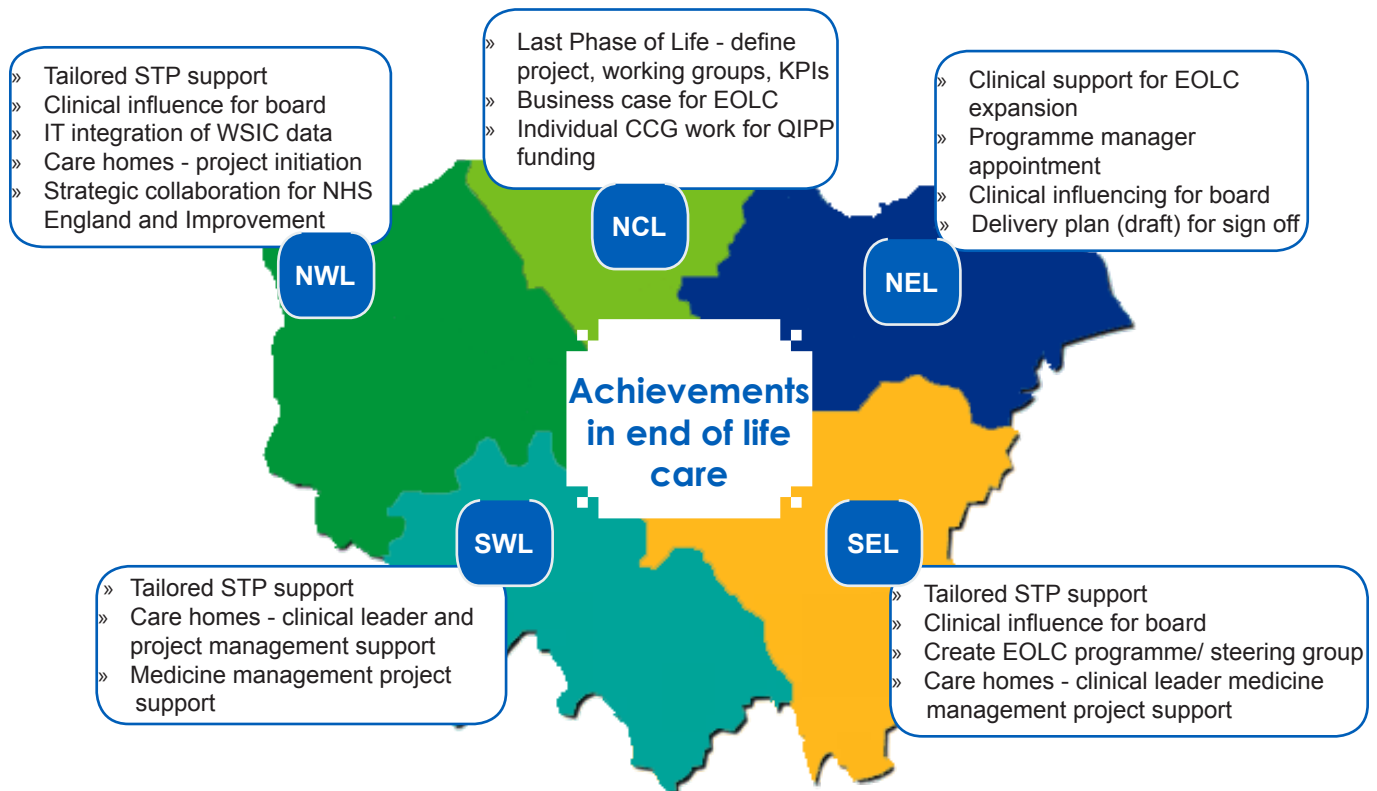 » Tailored STP support
» Clinical influence for board
» IT integration of WSIC data
» Care homes - project initiation
» Strategic collaboration for NHS
England and Improvement
NWL
» Last Phase of Life - define
project, working groups, KPIs
» Business case for EOLC
» Individual CCG work for QIPP
funding
NCL
» Clinical support for EOLC
expansion
» Programme manager
appointment
» Clinical influencing for board
» Delivery plan (draft) for sign off
NEL
Achievements
in end of life
care
SWL
» Tailored STP support
» Care homes - clinical leader and
project management support
» Medicine management project
support
SEL
» Tailored STP support
» Clinical influence for board
» Create EOLC programme/ steering group
» Care homes - clinical leader medicine
management project support